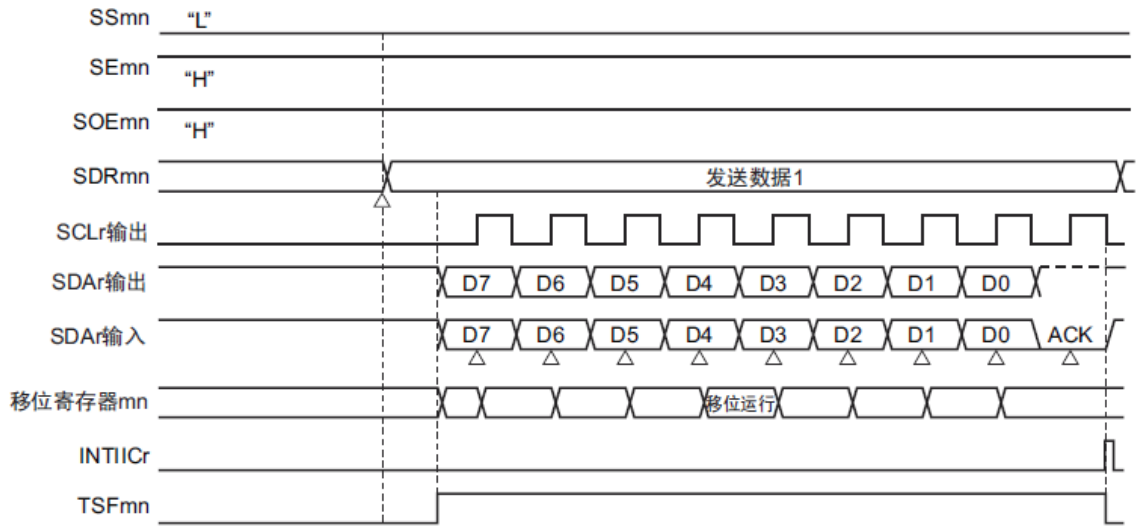 SSmn “L”
SEmn “H”
SOEmn “H”
SDRmn 发送数据1
SCLr输出
SDAr输出 D7 D6 D5 D4 D3 D2 D1 D0
SDAr输入 D7 D6 D5 D4 D3 D2 D1 D0 ACK
移位寄存器mn 移位运行
INTIICr
TSFmn